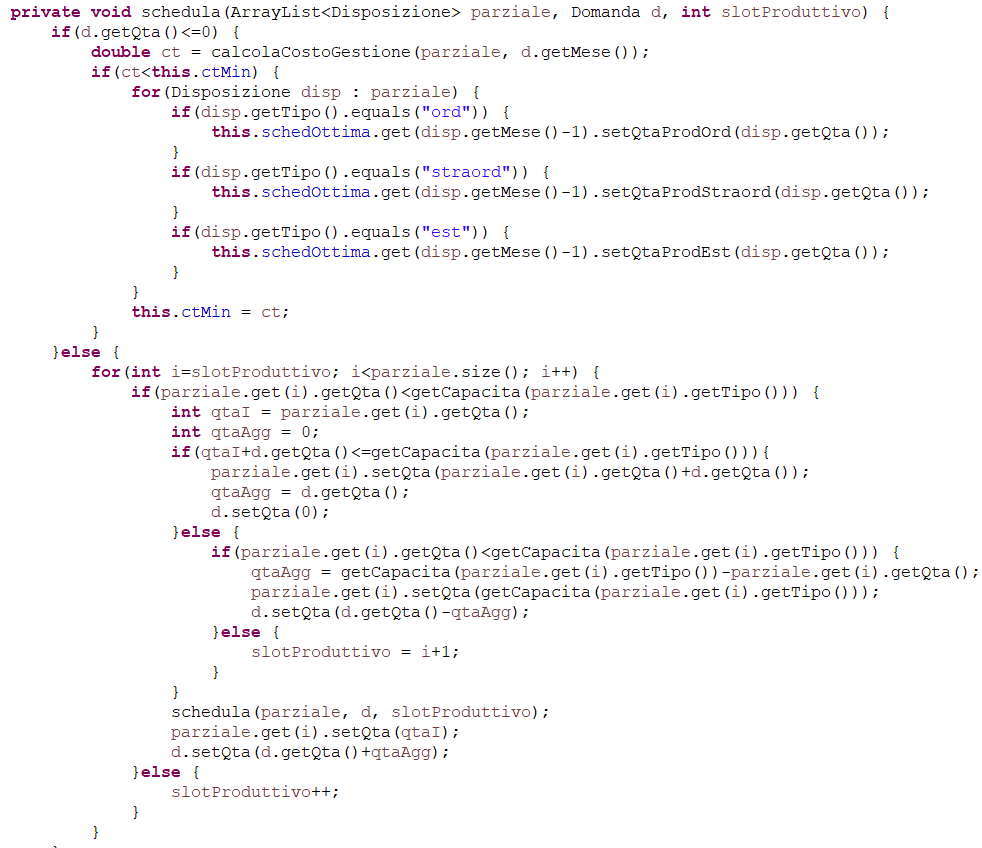 private void schedula(ArrayList<Disposizione> parziale, Domanda d, int slotProduttivo) {
    if(d.getQta()<=0) {
        double ct = calcolaCostoGestione(parziale, d.getMese());
        if(ct<this.ctMin) {
            for(Disposizione disp : parziale) {
                if(disp.getTipo().equals("ord")) {
                    this.schedOttima.get(disp.getMese()-1).setQtaProdOrd(disp.getQta());
                }
                if(disp.getTipo().equals("straord")) {
                    this.schedOttima.get(disp.getMese()-1).setQtaProdStraord(disp.getQta());
                }
                if(disp.getTipo().equals("est")) {
                    this.schedOttima.get(disp.getMese()-1).setQtaProdEst(disp.getQta());
                }
            }
            this.ctMin = ct;
        }
    }else {
        for(int i=slotProduttivo; i<parziale.size(); i++) {
            if(parziale.get(i).getQta()<getCapacita(parziale.get(i).getTipo())) {
                int qtaI = parziale.get(i).getQta();
                int qtaAgg = 0;
                if(qtaI+d.getQta()<=getCapacita(parziale.get(i).getTipo())){
                    parziale.get(i).setQta(parziale.get(i).getQta()+d.getQta());
                    qtaAgg = d.getQta();
                    d.setQta(0);
                }else {
                    if(parziale.get(i).getQta()<getCapacita(parziale.get(i).getTipo())) {
                        qtaAgg = getCapacita(parziale.get(i).getTipo())-parziale.get(i).getQta();
                        parziale.get(i).setQta(getCapacita(parziale.get(i).getTipo()));
                        d.setQta(d.getQta()-qtaAgg);
                    }else {
                        slotProduttivo = i+1;
                    }
                }
                schedula(parziale, d, slotProduttivo);
                parziale.get(i).setQta(qtaI);
                d.setQta(d.getQta()+qtaAgg);
            }else {
                slotProduttivo++;
            }
        }